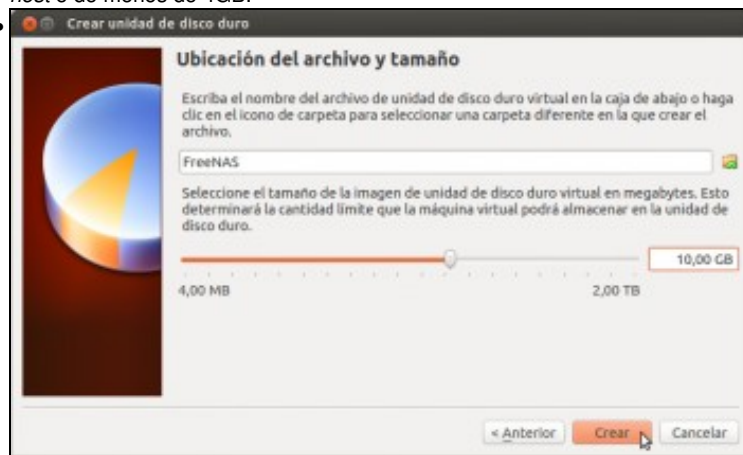 Crear unidad de disco duro
Ubicación del archivo y tamaño
Escriba el nombre del archivo de unidad de disco duro virtual en la caja de abajo o haga
clic en el icono de carpeta para seleccionar una carpeta diferente en la que crear el
archivo.
FreeNAS
Seleccione el tamaño de la imagen de unidad de disco duro virtual en megabytes. Esto
determinará la cantidad límite que la máquina virtual podrá almacenar en la unidad de
disco duro.
10,00 GB
4,00 MB 2,00 TB
< Anterior Crear Cancelar